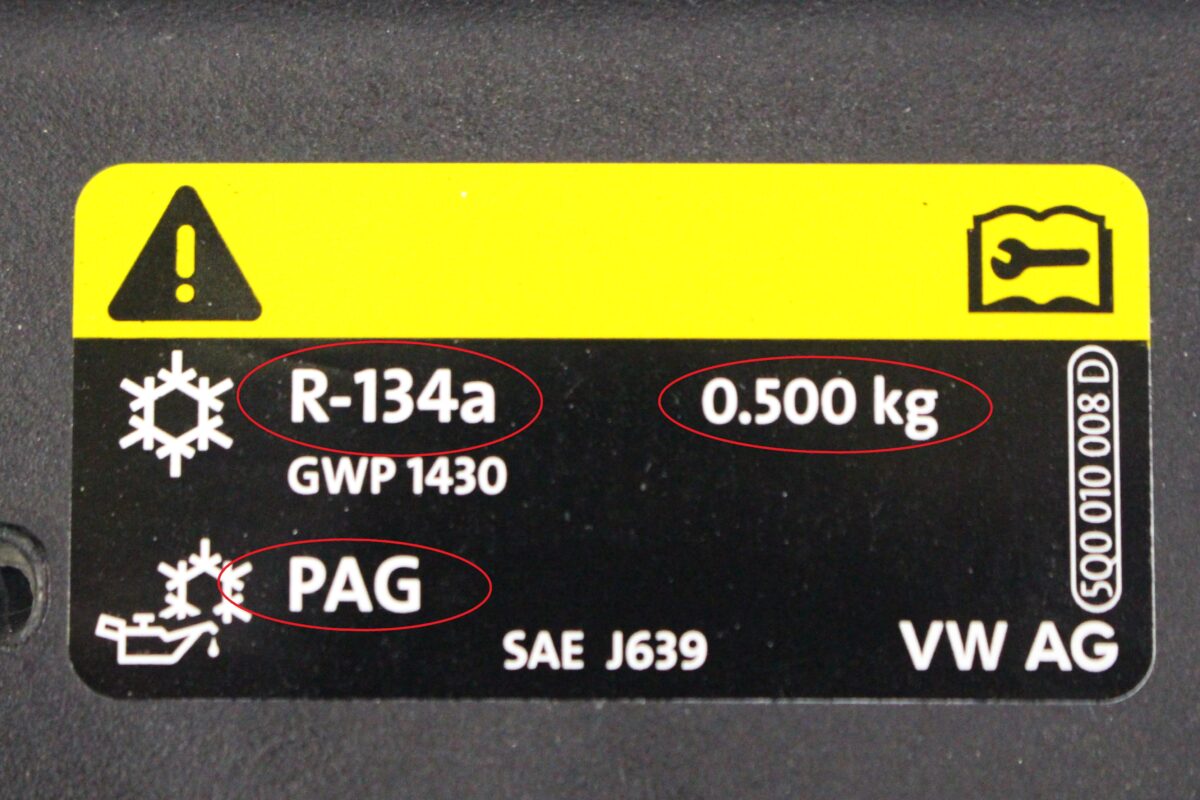 R-134a 0.500 kg
GWP 1430
PAG
SAE J639
VW AG
5Q0 010 008 D